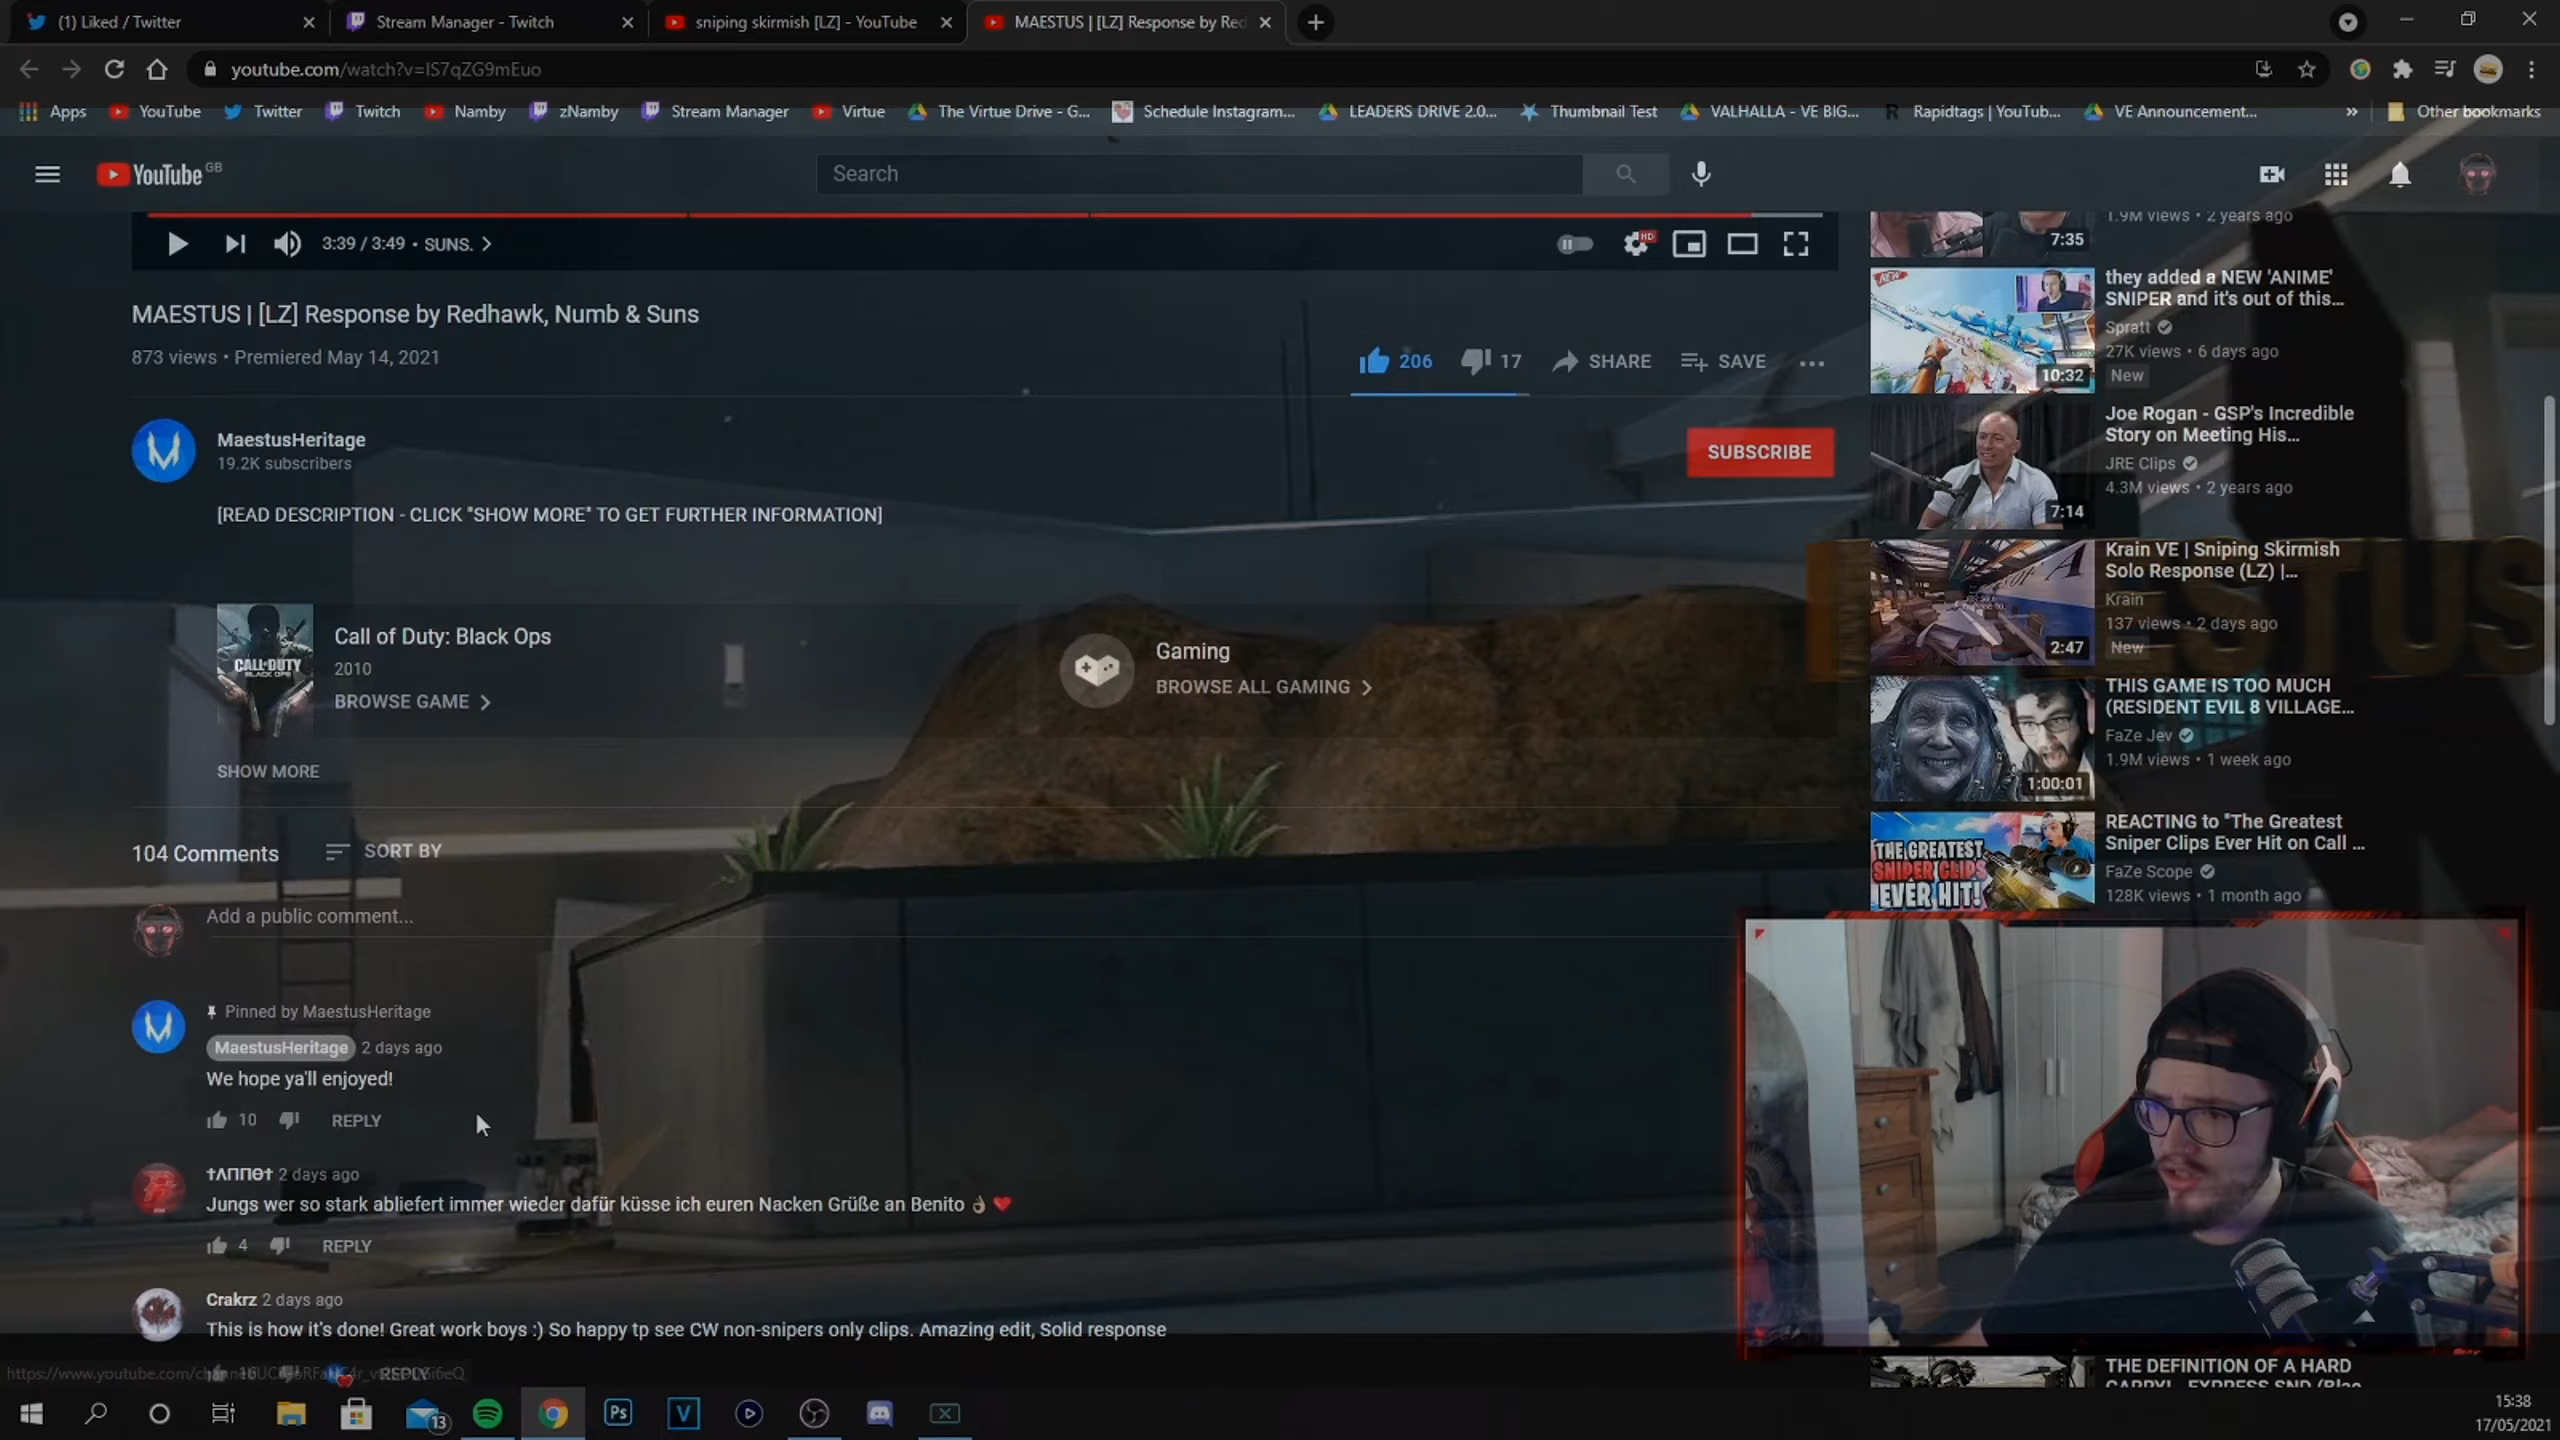 (1) Liked / Twitter
Stream Manager - Twitch
sniping skirmish [LZ] - YouTube
MAESTUS | [LZ] Response by Red
youtube.com/watch?v=IS7qZG9mEuo
Apps
YouTube
Twitter
Twitch
Namby
zNamby
Stream Manager
Virtue
The Virtue Drive - G...
Schedule Instagram...
LEADERS DRIVE 2.0...
Thumbnail Test
VALHALLA - VE BIG...
Rapidtags | YouTub...
VE Announcement...
»
Other bookmarks
YouTube GB
Search
3:39 / 3:49 • SUNS. >
HD
MAESTUS | [LZ] Response by Redhawk, Numb & Suns
873 views • Premiered May 14, 2021
206
17
SHARE
SAVE
MaestusHeritage
19.2K subscribers
SUBSCRIBE
[READ DESCRIPTION - CLICK "SHOW MORE" TO GET FURTHER INFORMATION]
CALL OF DUTY
BLACK OPS
Call of Duty: Black Ops
2010
BROWSE GAME >
Gaming
BROWSE ALL GAMING >
SHOW MORE
104 Comments
SORT BY
Add a public comment...
Pinned by MaestusHeritage
MaestusHeritage 2 days ago
We hope ya'll enjoyed!
10
REPLY
✝ΛΠΠΘ✝ 2 days ago
Jungs wer so stark abliefert immer wieder dafür küsse ich euren Nacken Grüße an Benito 👌🏼 ❤
4
REPLY
Crakrz 2 days ago
This is how it's done! Great work boys :) So happy tp see CW non-snipers only clips. Amazing edit, Solid response
16
REPLY
1.9M views • 2 years ago
7:35
NEW
10:32
they added a NEW 'ANIME'
SNIPER and it's out of this...
Spratt
27K views • 6 days ago
New
7:14
Joe Rogan - GSP's Incredible
Story on Meeting His...
JRE Clips
4.3M views • 2 years ago
2:47
Krain VE | Sniping Skirmish
Solo Response (LZ) |...
Krain
137 views • 2 days ago
New
ESTUS
1:00:01
THIS GAME IS TOO MUCH
(RESIDENT EVIL 8 VILLAGE...
FaZe Jev
1.9M views • 1 week ago
THE GREATEST
SNIPER CLIPS
EVER HIT!
REACTING to "The Greatest
Sniper Clips Ever Hit on Call ...
FaZe Scope
128K views • 1 month ago
THE DEFINITION OF A HARD
13
Ps
V
15:38
17/05/2021